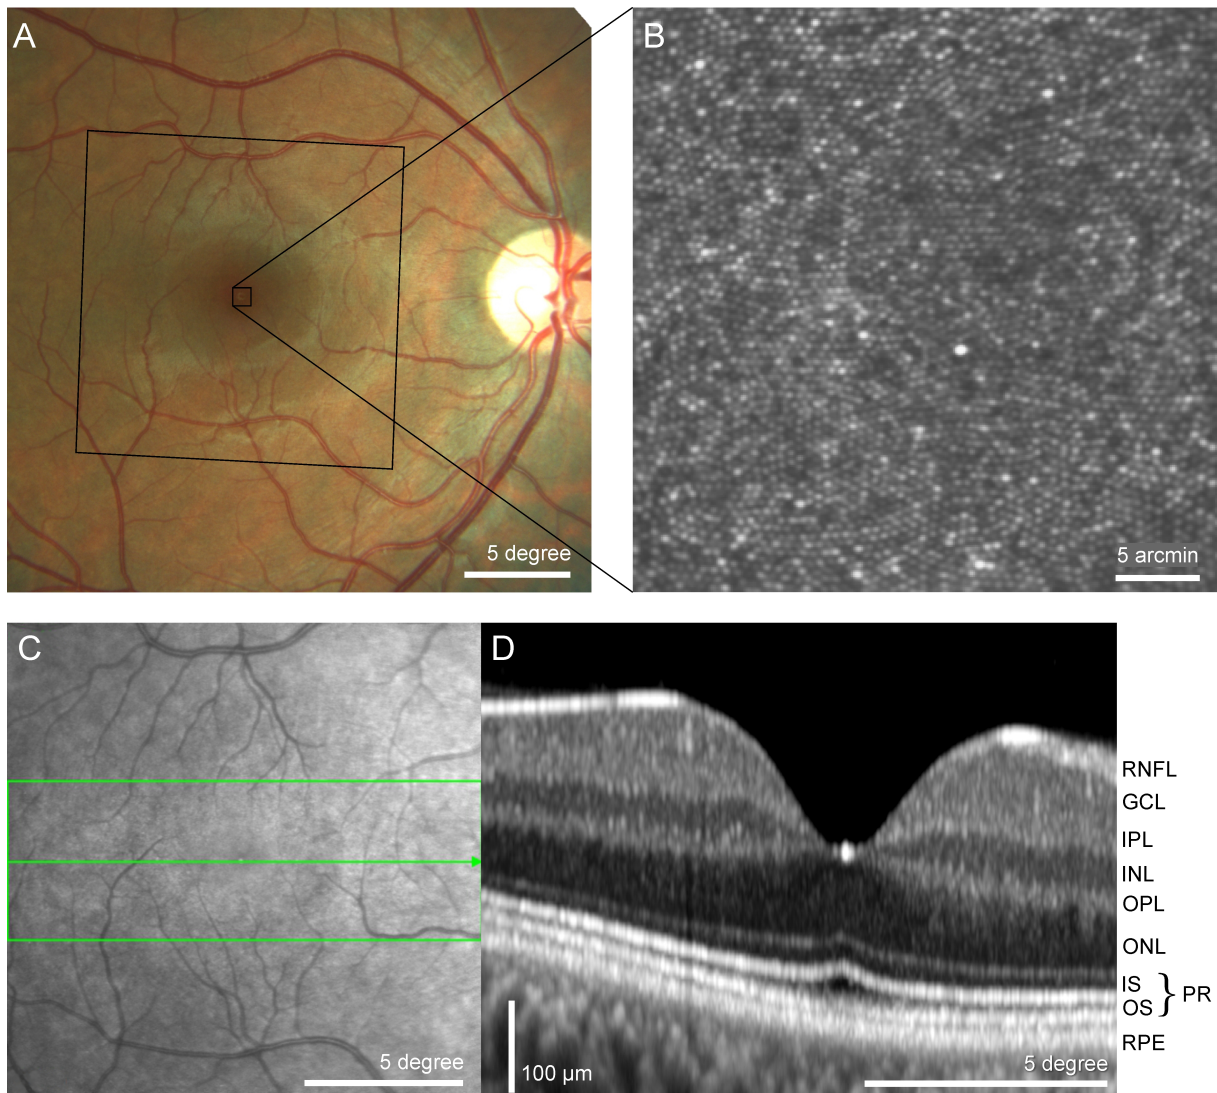 A
B
5 degree
5 arcmin
C
D
RNFL
GCL
IPL
INL
OPL
ONL
IS
OS
} PR
RPE
5 degree
100 µm
5 degree